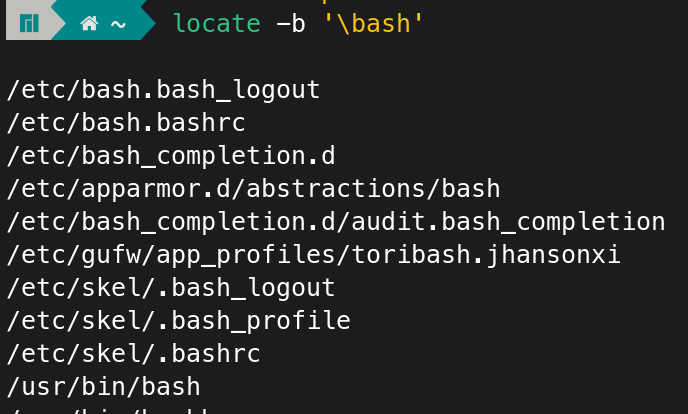 ~ locate -b '\bash'
/etc/bash.bash_logout
/etc/bash.bashrc
/etc/bash_completion.d
/etc/apparmor.d/abstractions/bash
/etc/bash_completion.d/audit.bash_completion
/etc/gufw/app_profiles/toribash.jhansonxi
/etc/skel/.bash_logout
/etc/skel/.bash_profile
/etc/skel/.bashrc
/usr/bin/bash